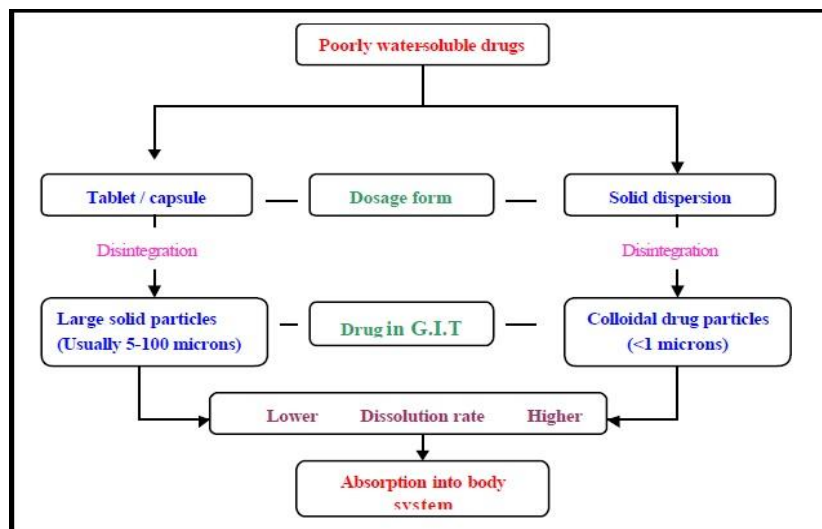 Poorly water-soluble drugs
Tablet / capsule
Dosage form
Solid dispersion
Disintegration
Disintegration
Large solid particles
(Usually 5-100 microns)
Drug in G.I.T
Colloidal drug particles
(<1 microns)
Lower Dissolution rate Higher
Absorption into body
system